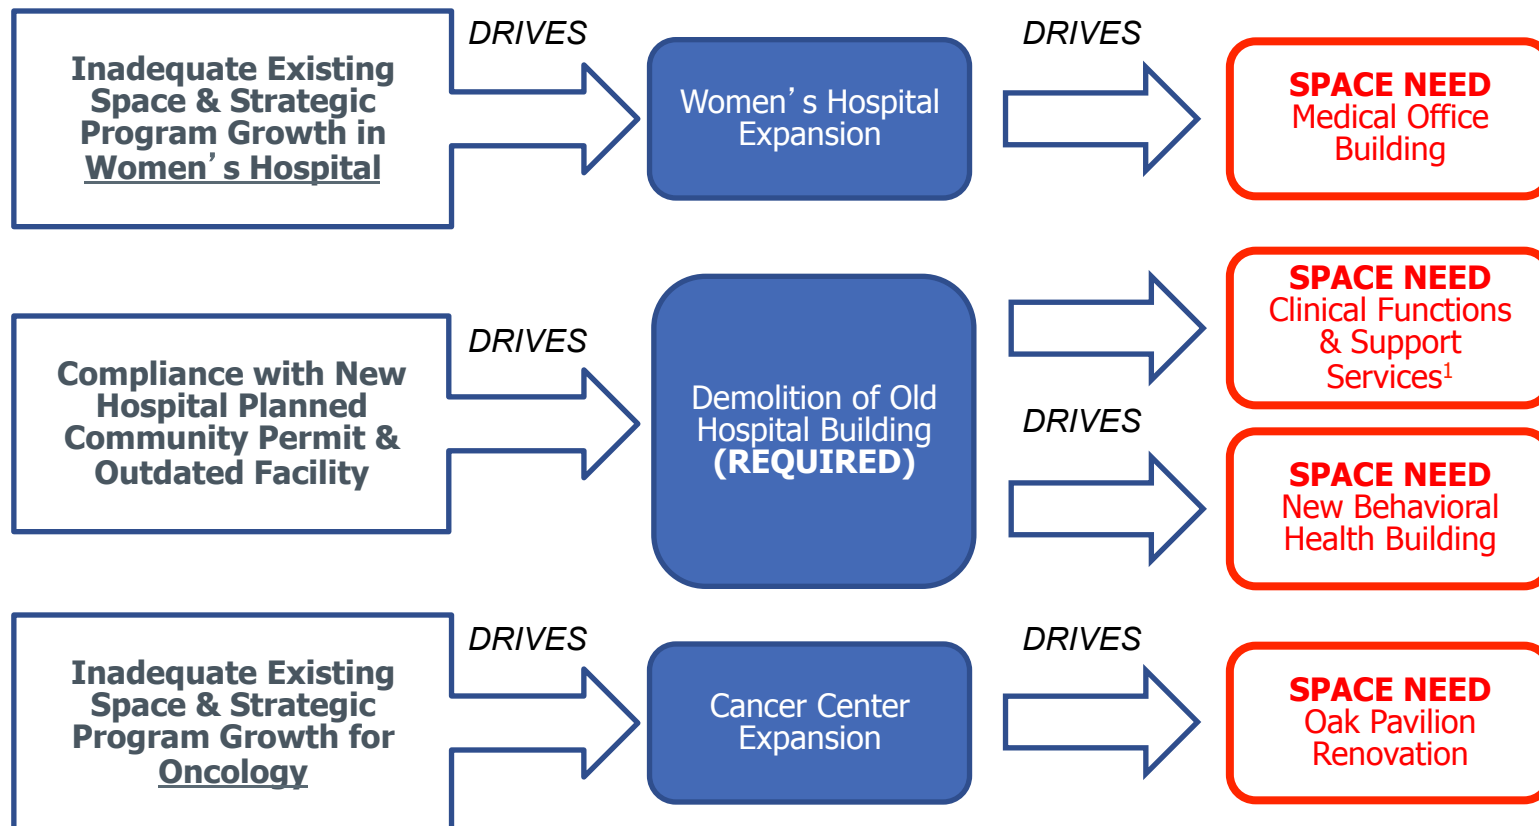 DRIVES
DRIVES
Inadequate Existing
Space & Strategic
Program Growth in
Women’s Hospital
Women’s Hospital
Expansion
SPACE NEED
Medical Office
Building
Compliance with New
Hospital Planned
Community Permit &
Outdated Facility
DRIVES
Demolition of Old
Hospital Building
(REQUIRED)
DRIVES
SPACE NEED
Clinical Functions
& Support
Services¹
SPACE NEED
New Behavioral
Health Building
Inadequate Existing
Space & Strategic
Program Growth for
Oncology
DRIVES
Cancer Center
Expansion
DRIVES
SPACE NEED
Oak Pavilion
Renovation